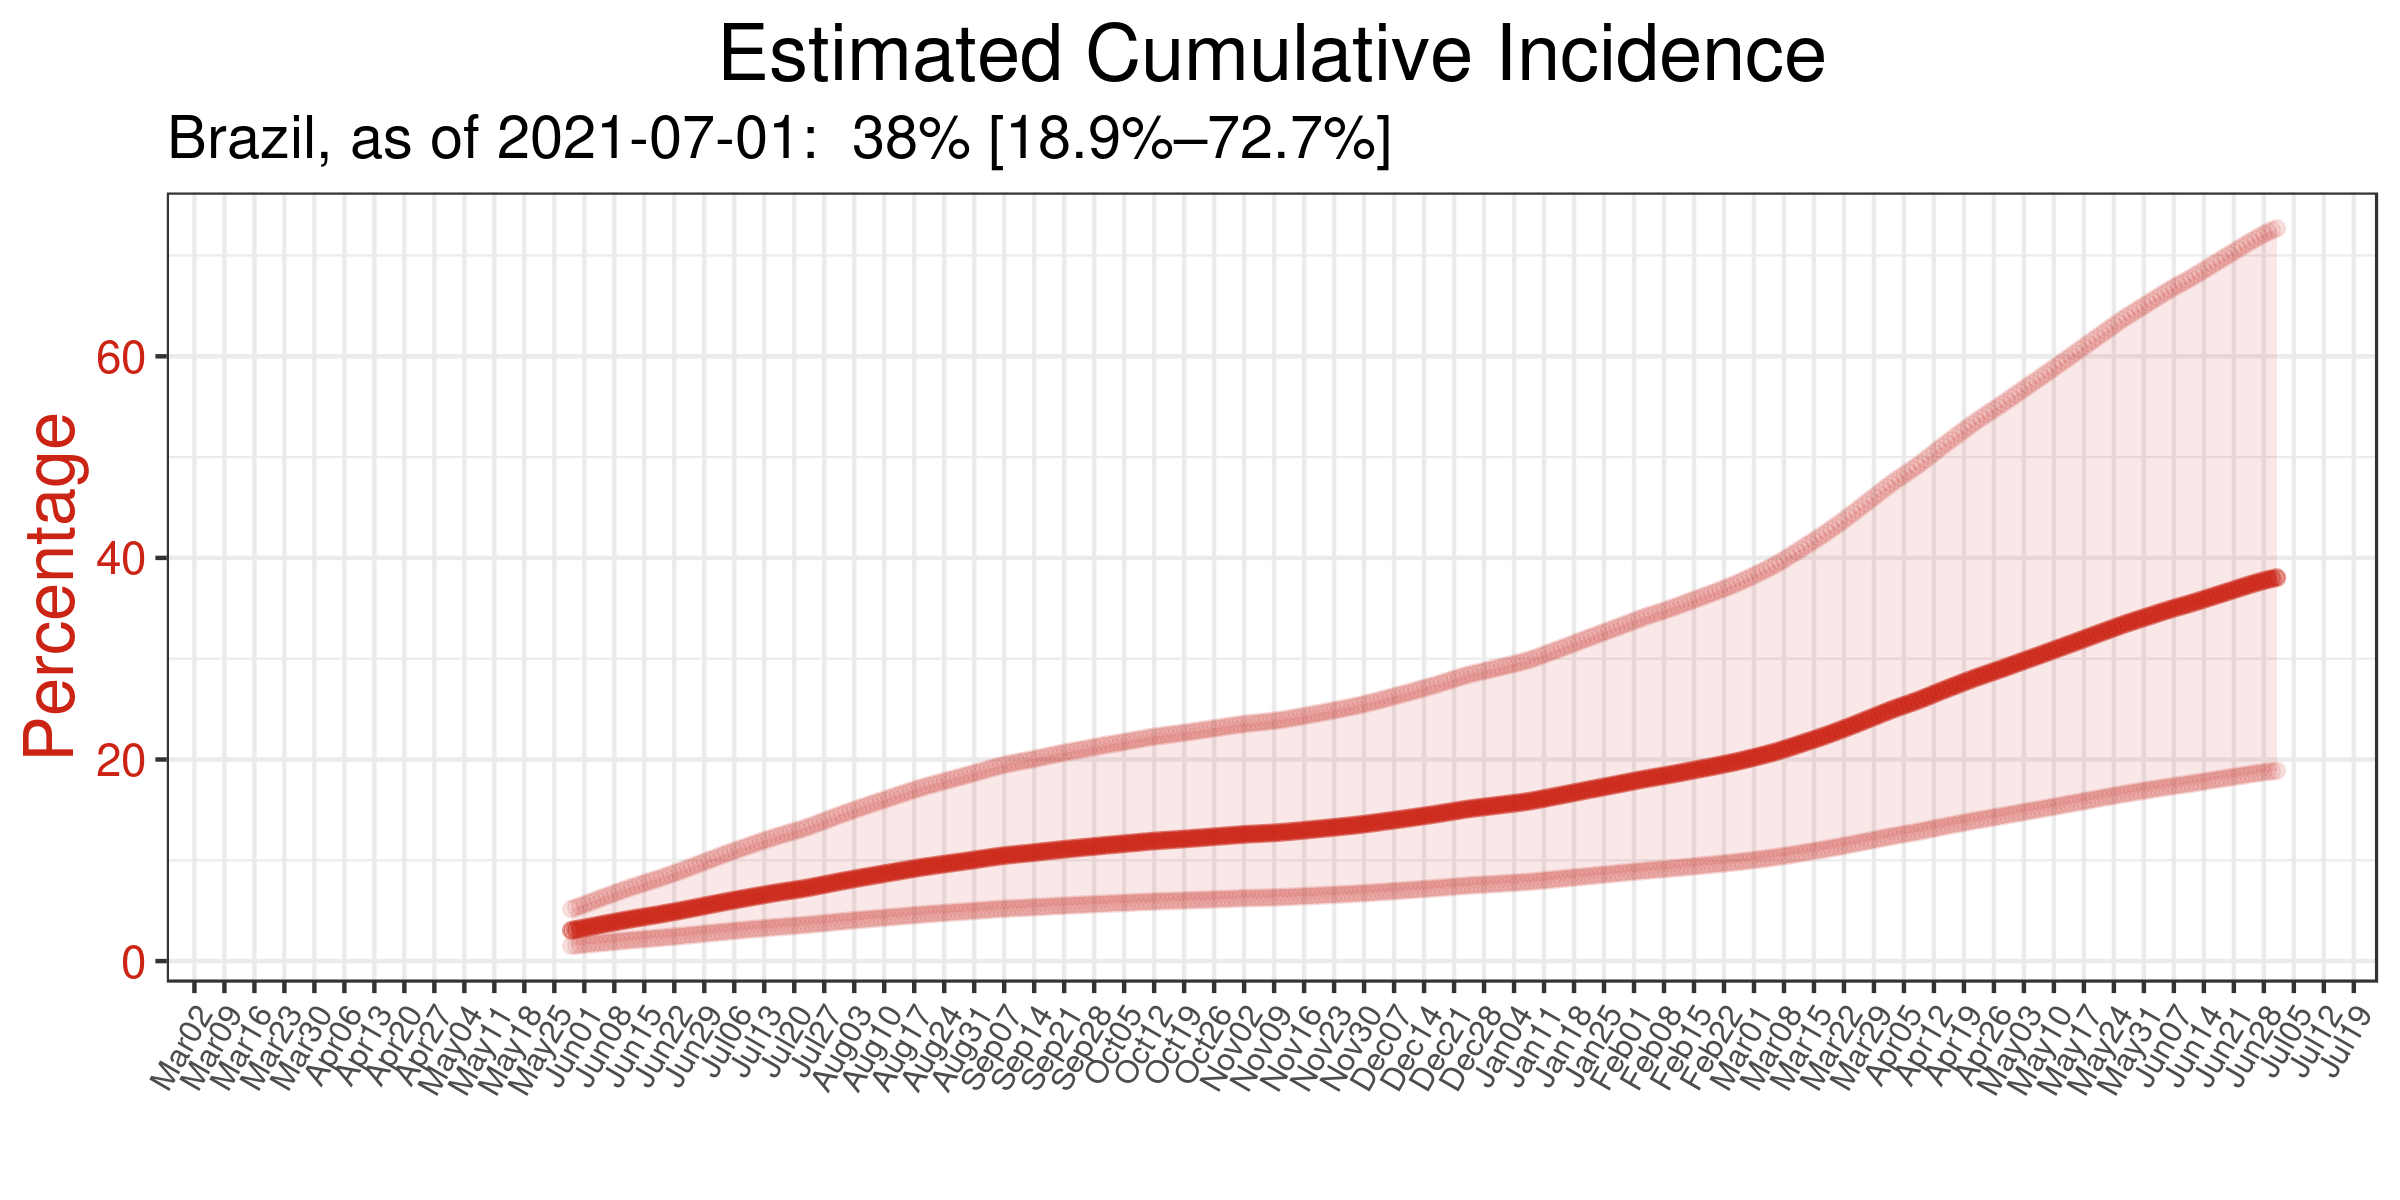 Estimated Cumulative Incidence
Brazil, as of 2021-07-01:  38% [18.9%–72.7%]
Percentage
60
40
20
0
Mar02
Mar09
Mar16
Mar23
Mar30
Apr06
Apr13
Apr20
Apr27
May04
May11
May18
May25
Jun01
Jun08
Jun15
Jun22
Jun29
Jul06
Jul13
Jul20
Jul27
Aug03
Aug10
Aug17
Aug24
Aug31
Sep07
Sep14
Sep21
Sep28
Oct05
Oct12
Oct19
Oct26
Nov02
Nov09
Nov16
Nov23
Nov30
Dec07
Dec14
Dec21
Dec28
Jan04
Jan11
Jan18
Jan25
Feb01
Feb08
Feb15
Feb22
Mar01
Mar08
Mar15
Mar22
Mar29
Apr05
Apr12
Apr19
Apr26
May03
May10
May17
May24
May31
Jun07
Jun14
Jun21
Jun28
Jul05
Jul12
Jul19